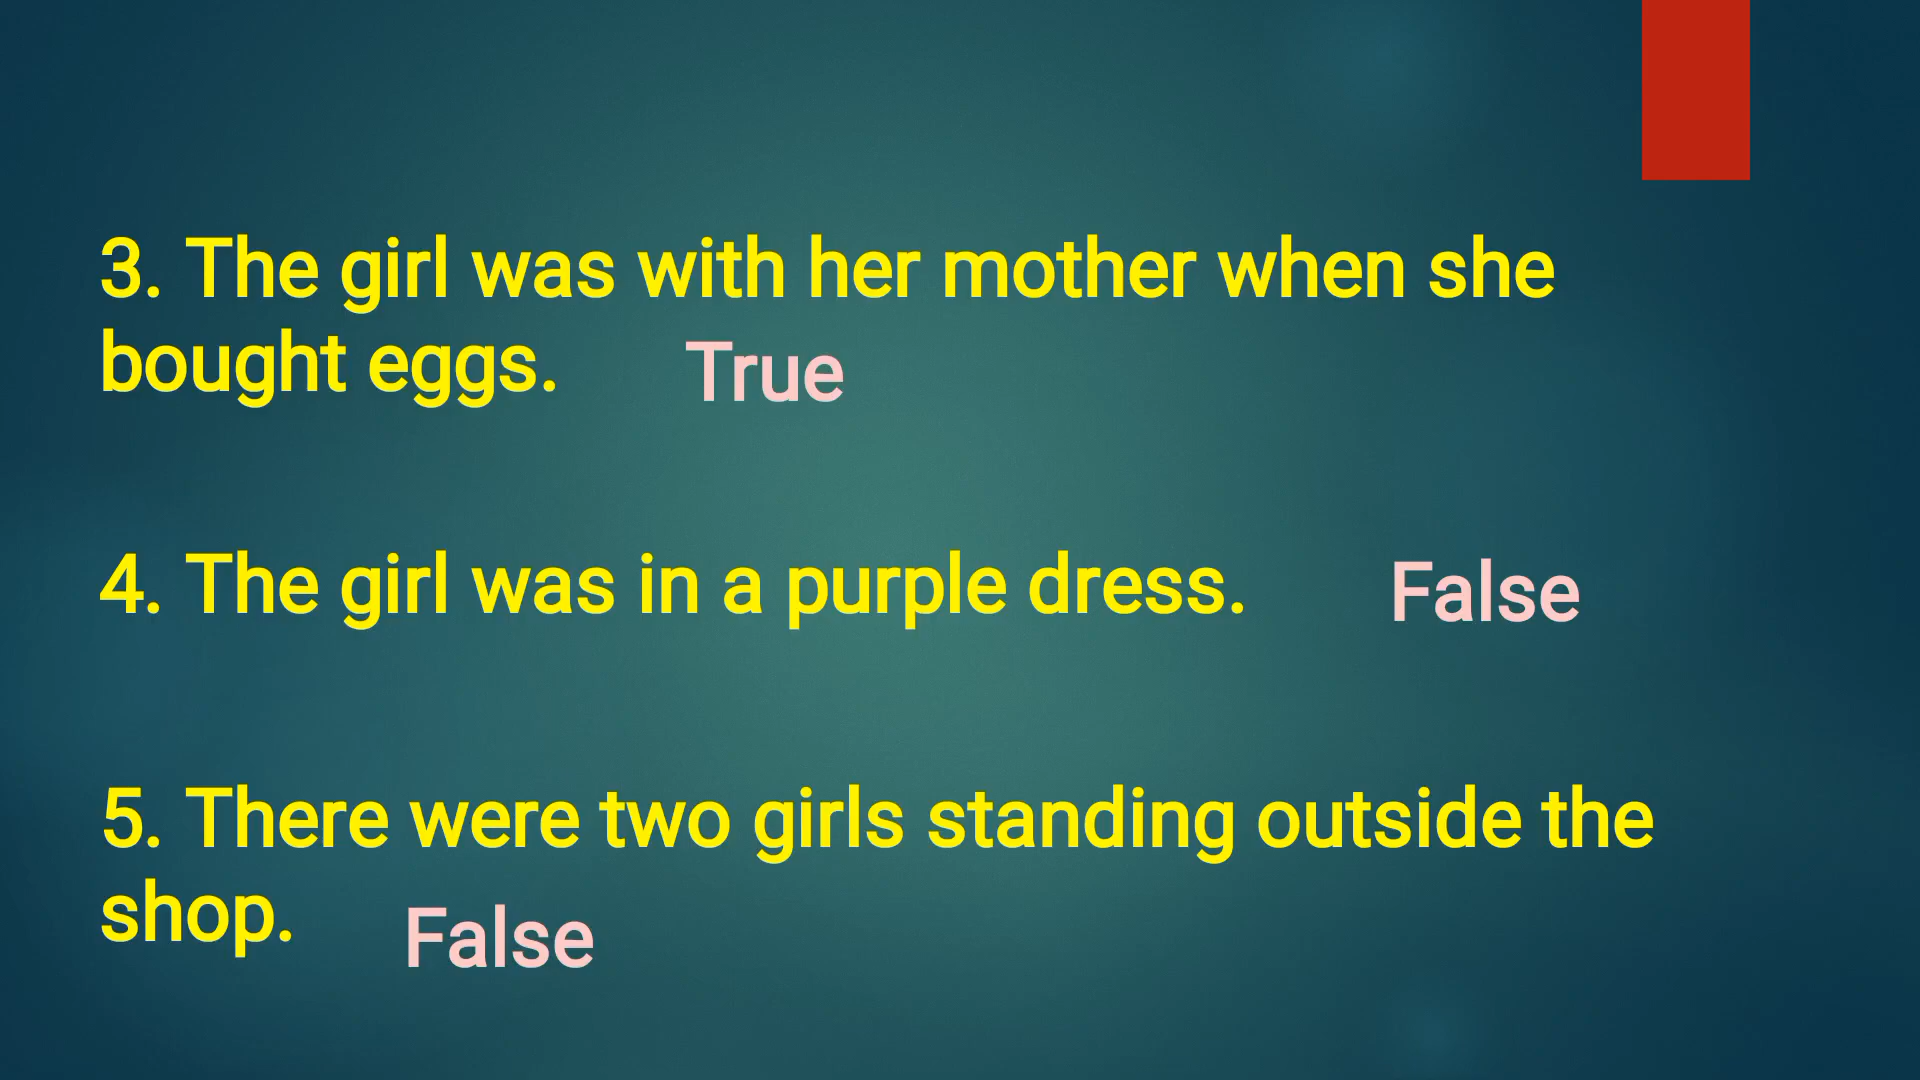 3. The girl was with her mother when she
bought eggs. True
4. The girl was in a purple dress. False
5. There were two girls standing outside the
shop. False